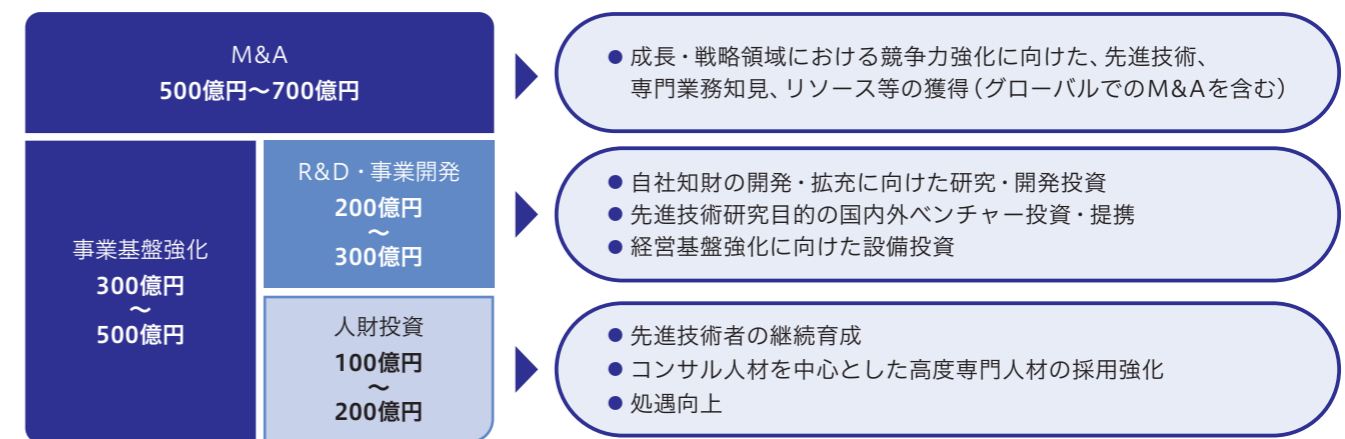 M&A
500億円〜700億円
● 成長・戦略領域における競争力強化に向けた、先進技術、
専門業務知見、リソース等の獲得（グローバルでのM&Aを含む）
事業基盤強化
300億円
〜
500億円
R&D・事業開発
200億円
〜
300億円
● 自社知財の開発・拡充に向けた研究・開発投資
● 先進技術研究目的の国内外ベンチャー投資・提携
● 経営基盤強化に向けた設備投資
人財投資
100億円
〜
200億円
● 先進技術者の継続育成
● コンサル人材を中心とした高度専門人材の採用強化
● 処遇向上